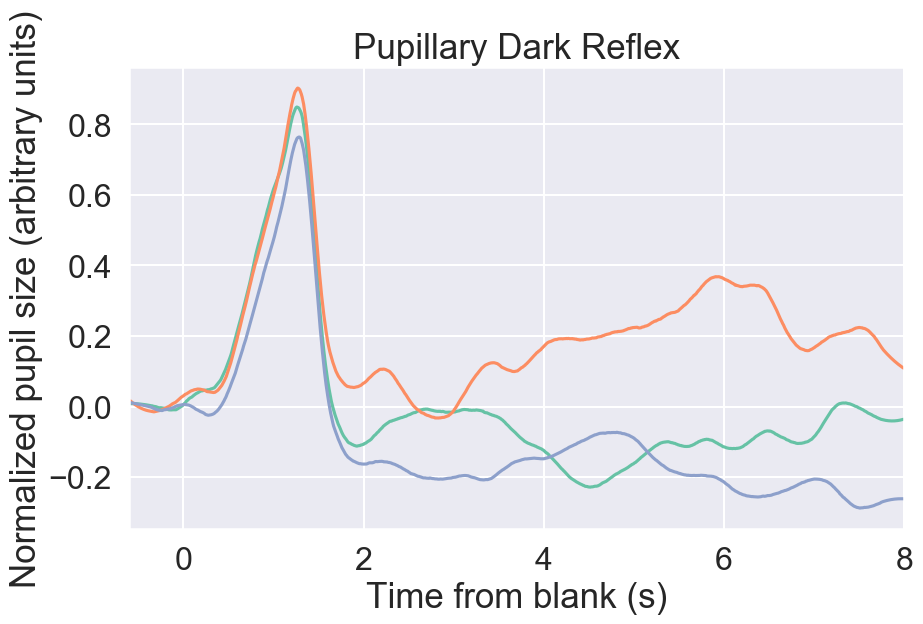 Pupillary Dark Reflex
Normalized pupil size (arbitrary units)
0.8
0.6
0.4
0.2
0.0
−0.2
0 2 4 6 8
Time from blank (s)